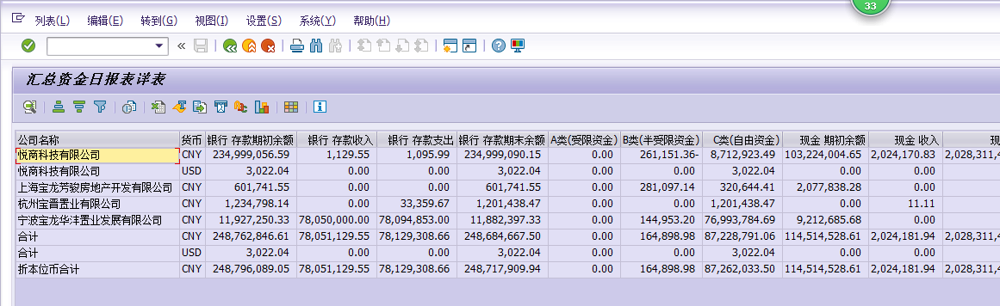 33
列表(L) 编辑(E) 转到(G) 视图(I) 设置(S) 系统(Y) 帮助(H)
汇总资金日报表详表
公司名称 货币 银行 存款期初余额 银行 存款收入 银行 存款支出 银行 存款期末余额 A类(受限资金) B类(半受限资金) C类(自由资金) 现金 期初余额 现金 收入 现
悦商科技有限公司 CNY 234,999,056.59 1,129.55 1,095.99 234,999,090.15 0.00 261,151.36- 8,712,923.49 103,224,004.65 2,024,170.83 2,028,311,4
悦商科技有限公司 USD 3,022.04 0.00 0.00 3,022.04 0.00 0.00 3,022.04 0.00 0.00
上海宝龙芳骏房地产开发有限公司 CNY 601,741.55 0.00 0.00 601,741.55 0.00 281,097.14 320,644.41 2,077,838.28 0.00
杭州宝晋置业有限公司 CNY 1,234,798.14 0.00 33,359.67 1,201,438.47 0.00 0.00 1,201,438.47 0.00 11.11
宁波宝龙华沣置业发展有限公司 CNY 11,927,250.33 78,050,000.00 78,094,853.00 11,882,397.33 0.00 144,953.20 76,993,784.69 9,212,685.68 0.00
合计 CNY 248,762,846.61 78,051,129.55 78,129,308.66 248,684,667.50 0.00 164,898.98 87,228,791.06 114,514,528.61 2,024,181.94 2,028,311,4
合计 USD 3,022.04 0.00 0.00 3,022.04 0.00 0.00 3,022.04 0.00 0.00
折本位币合计 CNY 248,796,089.05 78,051,129.55 78,129,308.66 248,717,909.94 0.00 164,898.98 87,262,033.50 114,514,528.61 2,024,181.94 2,028,311,4